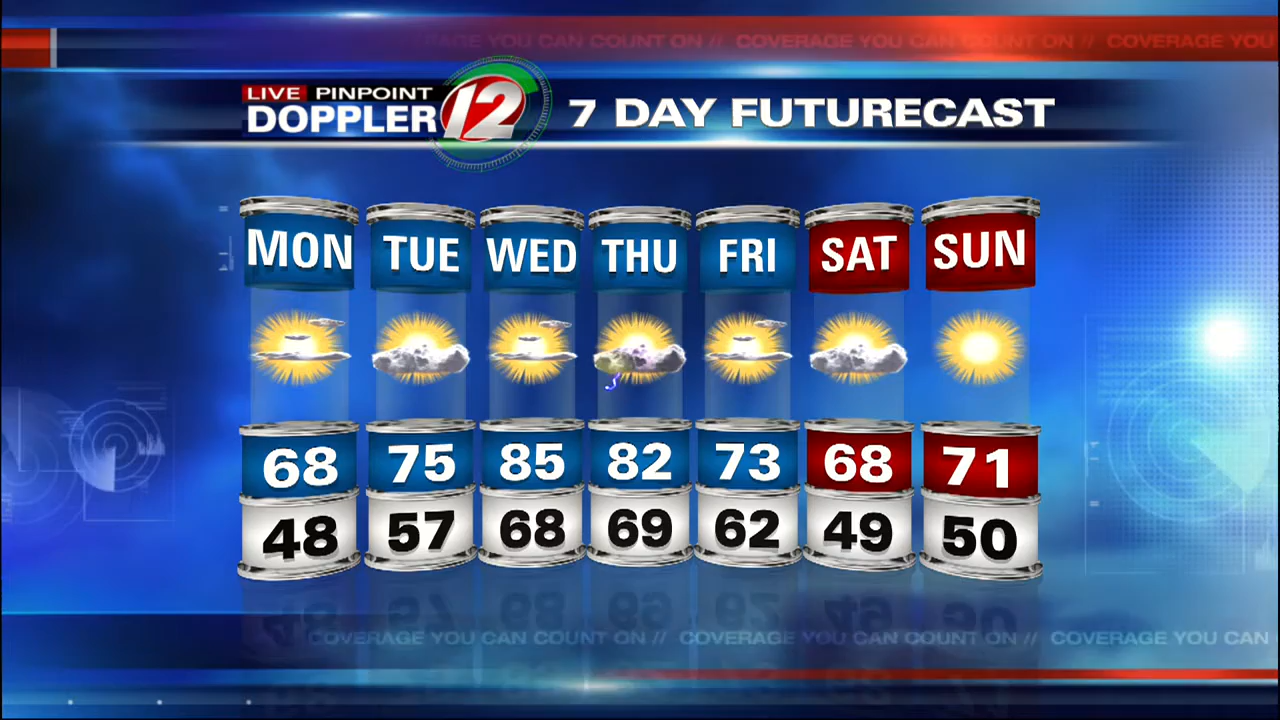 AGE YOU CAN COUNT ON // COVERAGE YOU CAN COUNT ON // COVERAGE YOU
LIVE PINPOINT
DOPPLER 12
7 DAY FUTURECAST
MON TUE WED THU FRI SAT SUN
68 75 85 82 73 68 71
48 57 68 69 62 49 50
COVERAGE YOU CAN COUNT ON // COVERAGE YOU CAN COUNT ON // COVERAGE YOU CAN